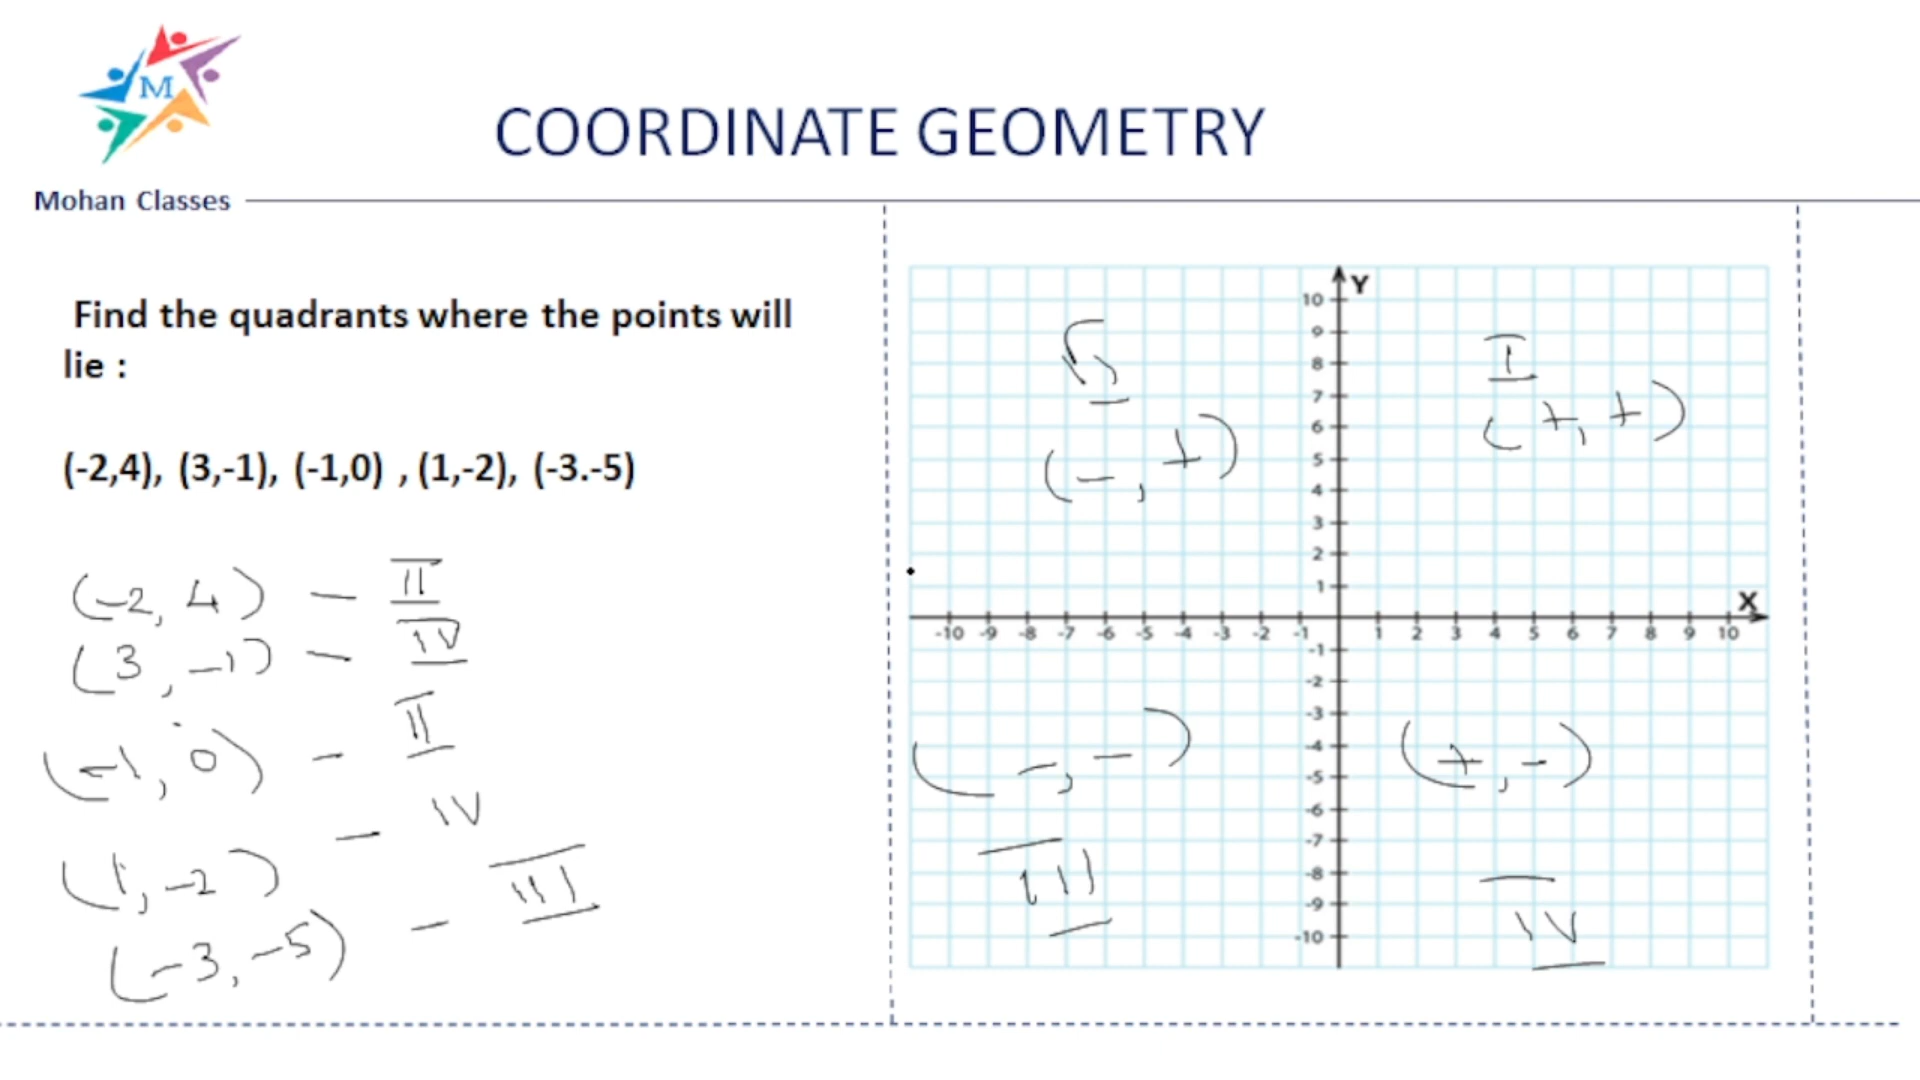 M
COORDINATE GEOMETRY
Mohan Classes
Find the quadrants where the points will
lie :
(-2,4), (3,-1), (-1,0) , (1,-2), (-3.-5)
(-2, 4) - II
(3, -1) - IV
(-1, 0) - II
(1, -2) - IV
(-3, -5) - III
Y
10
9
8
7
6
5
4
3
2
1
X
-10 -9 -8 -7 -6 -5 -4 -3 -2 -1 1 2 3 4 5 6 7 8 9 10
-1
-2
-3
-4
-5
-6
-7
-8
-9
-10
I
(+, +)
(-, +)
(-, -)
III
(+, -)
IV